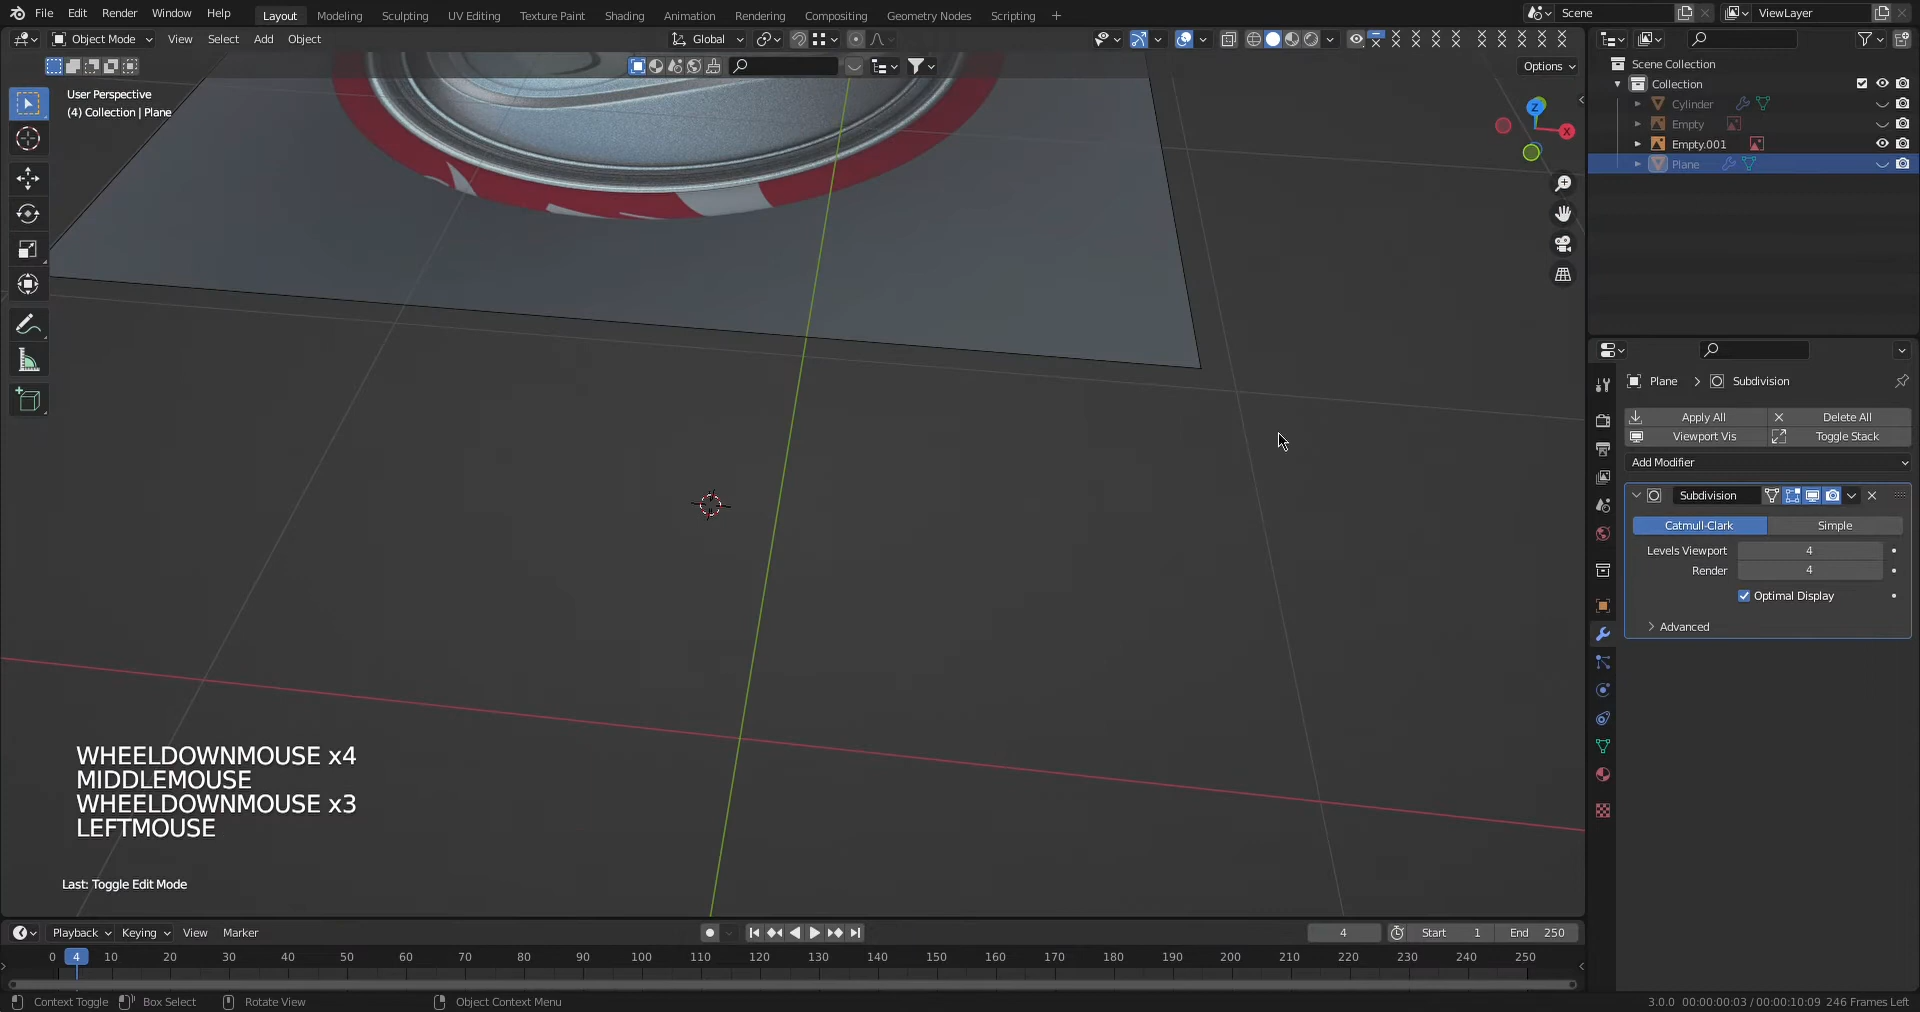 File Edit Render Window Help Layout Modeling Sculpting UV Editing Texture Paint Shading Animation Rendering Compositing Geometry Nodes Scripting + Scene ViewLayer
Object Mode View Select Add Object Global
Options
User Perspective
(4) Collection | Plane
Z
X
Scene Collection
Collection
Cylinder
Empty
Empty.001
Plane
Plane > Subdivision
Apply All Delete All
Viewport Vis Toggle Stack
Add Modifier
Subdivision
Catmull-Clark Simple
Levels Viewport 4
Render 4
Optimal Display
Advanced
WHEELDOWNMOUSE x4
MIDDLEMOUSE
WHEELDOWNMOUSE x3
LEFTMOUSE
Last: Toggle Edit Mode
Playback Keying View Marker 4 Start 1 End 250
0 4 10 20 30 40 50 60 70 80 90 100 110 120 130 140 150 160 170 180 190 200 210 220 230 240 250
Context Toggle Box Select Rotate View Object Context Menu 3.0.0 00:00:00:03 / 00:00:10:09 246 Frames Left